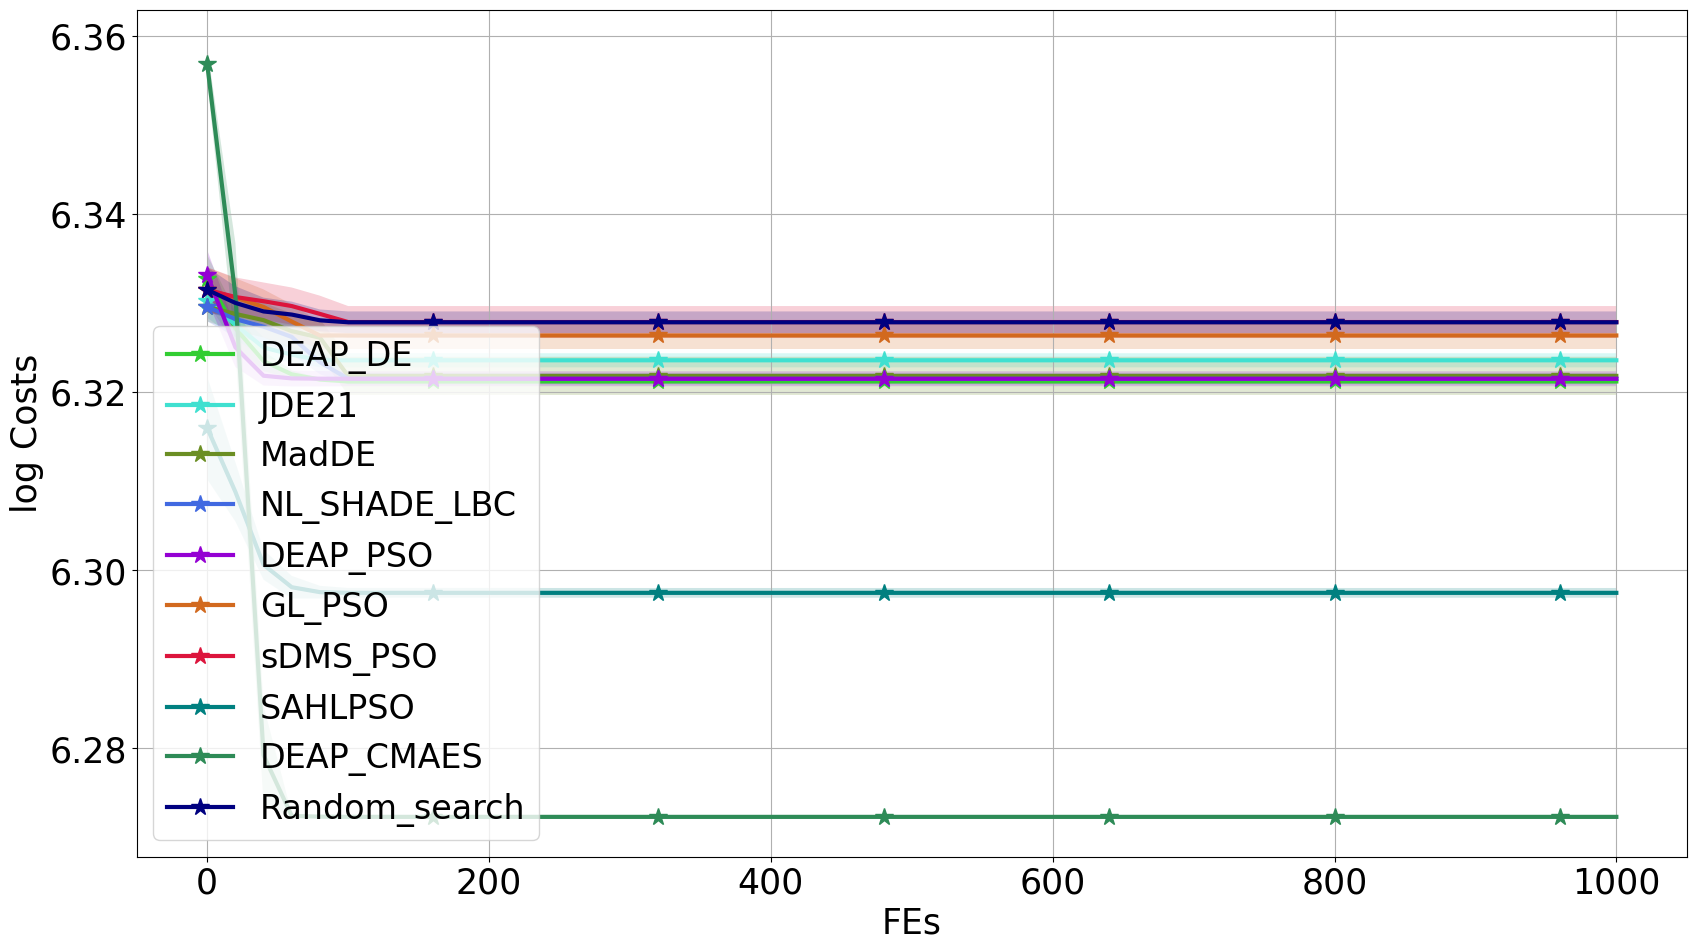 6.36
6.34
6.32
6.30
6.28
log Costs
DEAP_DE
JDE21
MadDE
NL_SHADE_LBC
DEAP_PSO
GL_PSO
sDMS_PSO
SAHLPSO
DEAP_CMAES
Random_search
0 200 400 600 800 1000
FEs